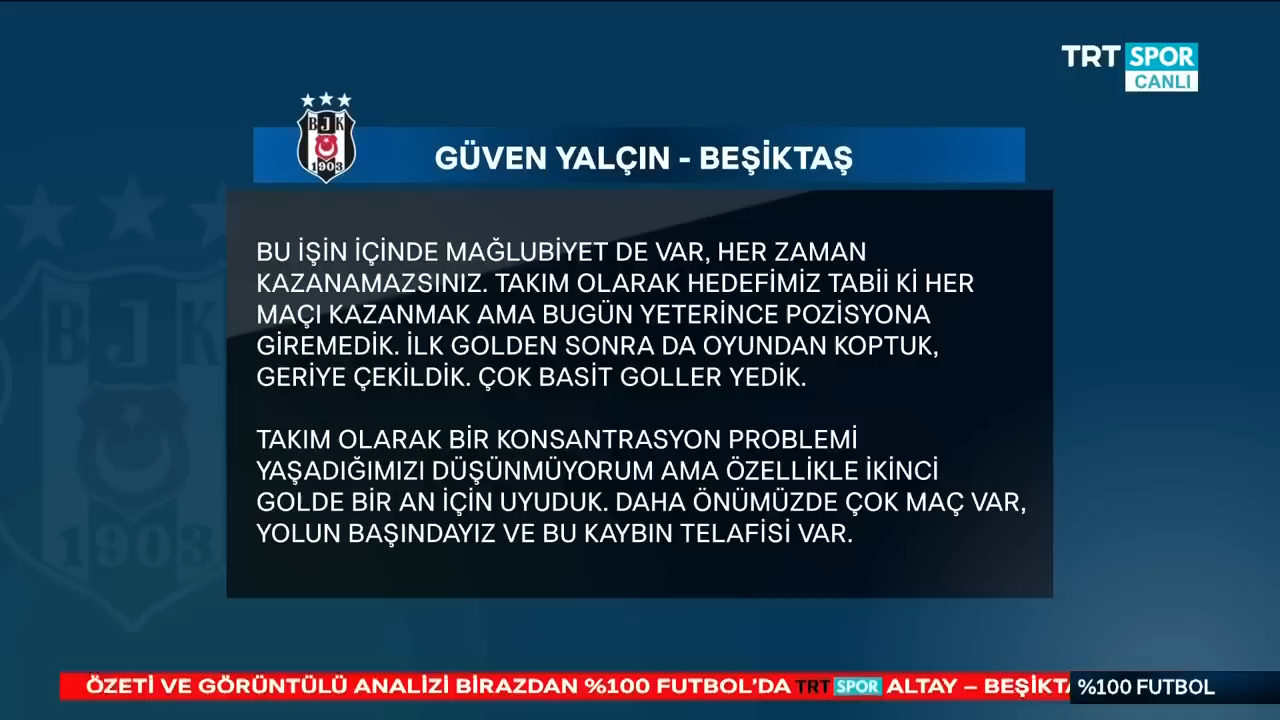 TRT SPOR
CANLI
BJK
1903
GÜVEN YALÇIN - BEŞİKTAŞ
BU İŞİN İÇİNDE MAĞLUBİYET DE VAR, HER ZAMAN
KAZANAMAZSINIZ. TAKIM OLARAK HEDEFİMİZ TABİİ Kİ HER
MAÇI KAZANMAK AMA BUGÜN YETERİNCE POZİSYONA
GİREMEDİK. İLK GOLDEN SONRA DA OYUNDAN KOPTUK,
GERİYE ÇEKİLDİK. ÇOK BASİT GOLLER YEDİK.
TAKIM OLARAK BİR KONSANTRASYON PROBLEMİ
YAŞADIĞIMIZI DÜŞÜNMÜYORUM AMA ÖZELLİKLE İKİNCİ
GOLDE BİR AN İÇİN UYUDUK. DAHA ÖNÜMÜZDE ÇOK MAÇ VAR,
YOLUN BAŞINDAYIZ VE BU KAYBIN TELAFİSİ VAR.
BJK
1903
ÖZETİ VE GÖRÜNTÜLÜ ANALİZİ BİRAZDAN %100 FUTBOL'DA TRT SPOR ALTAY – BEŞİKTA
%100 FUTBOL